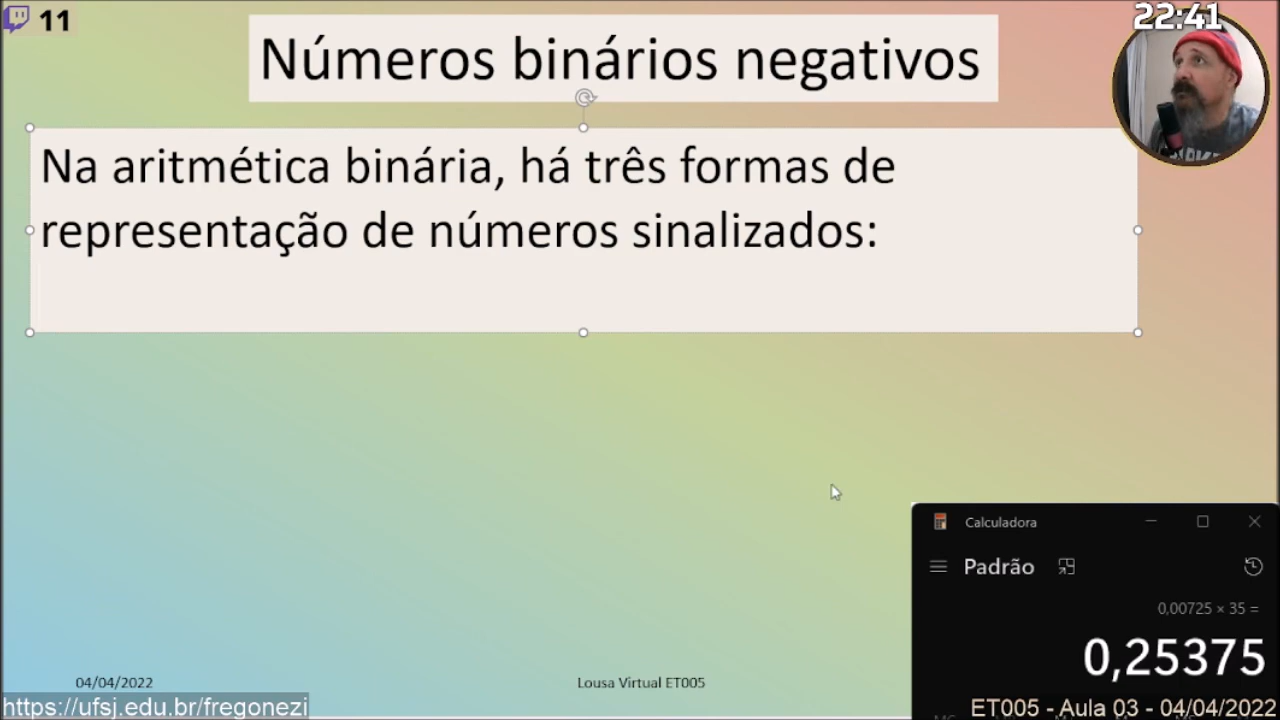 11
22:41
Números binários negativos
Na aritmética binária, há três formas de
representação de números sinalizados:
Calculadora
Padrão
0,00725 × 35 =
0,25375
04/04/2022
Lousa Virtual ET005
https://ufsj.edu.br/fregonezi
ET005 - Aula 03 - 04/04/2022